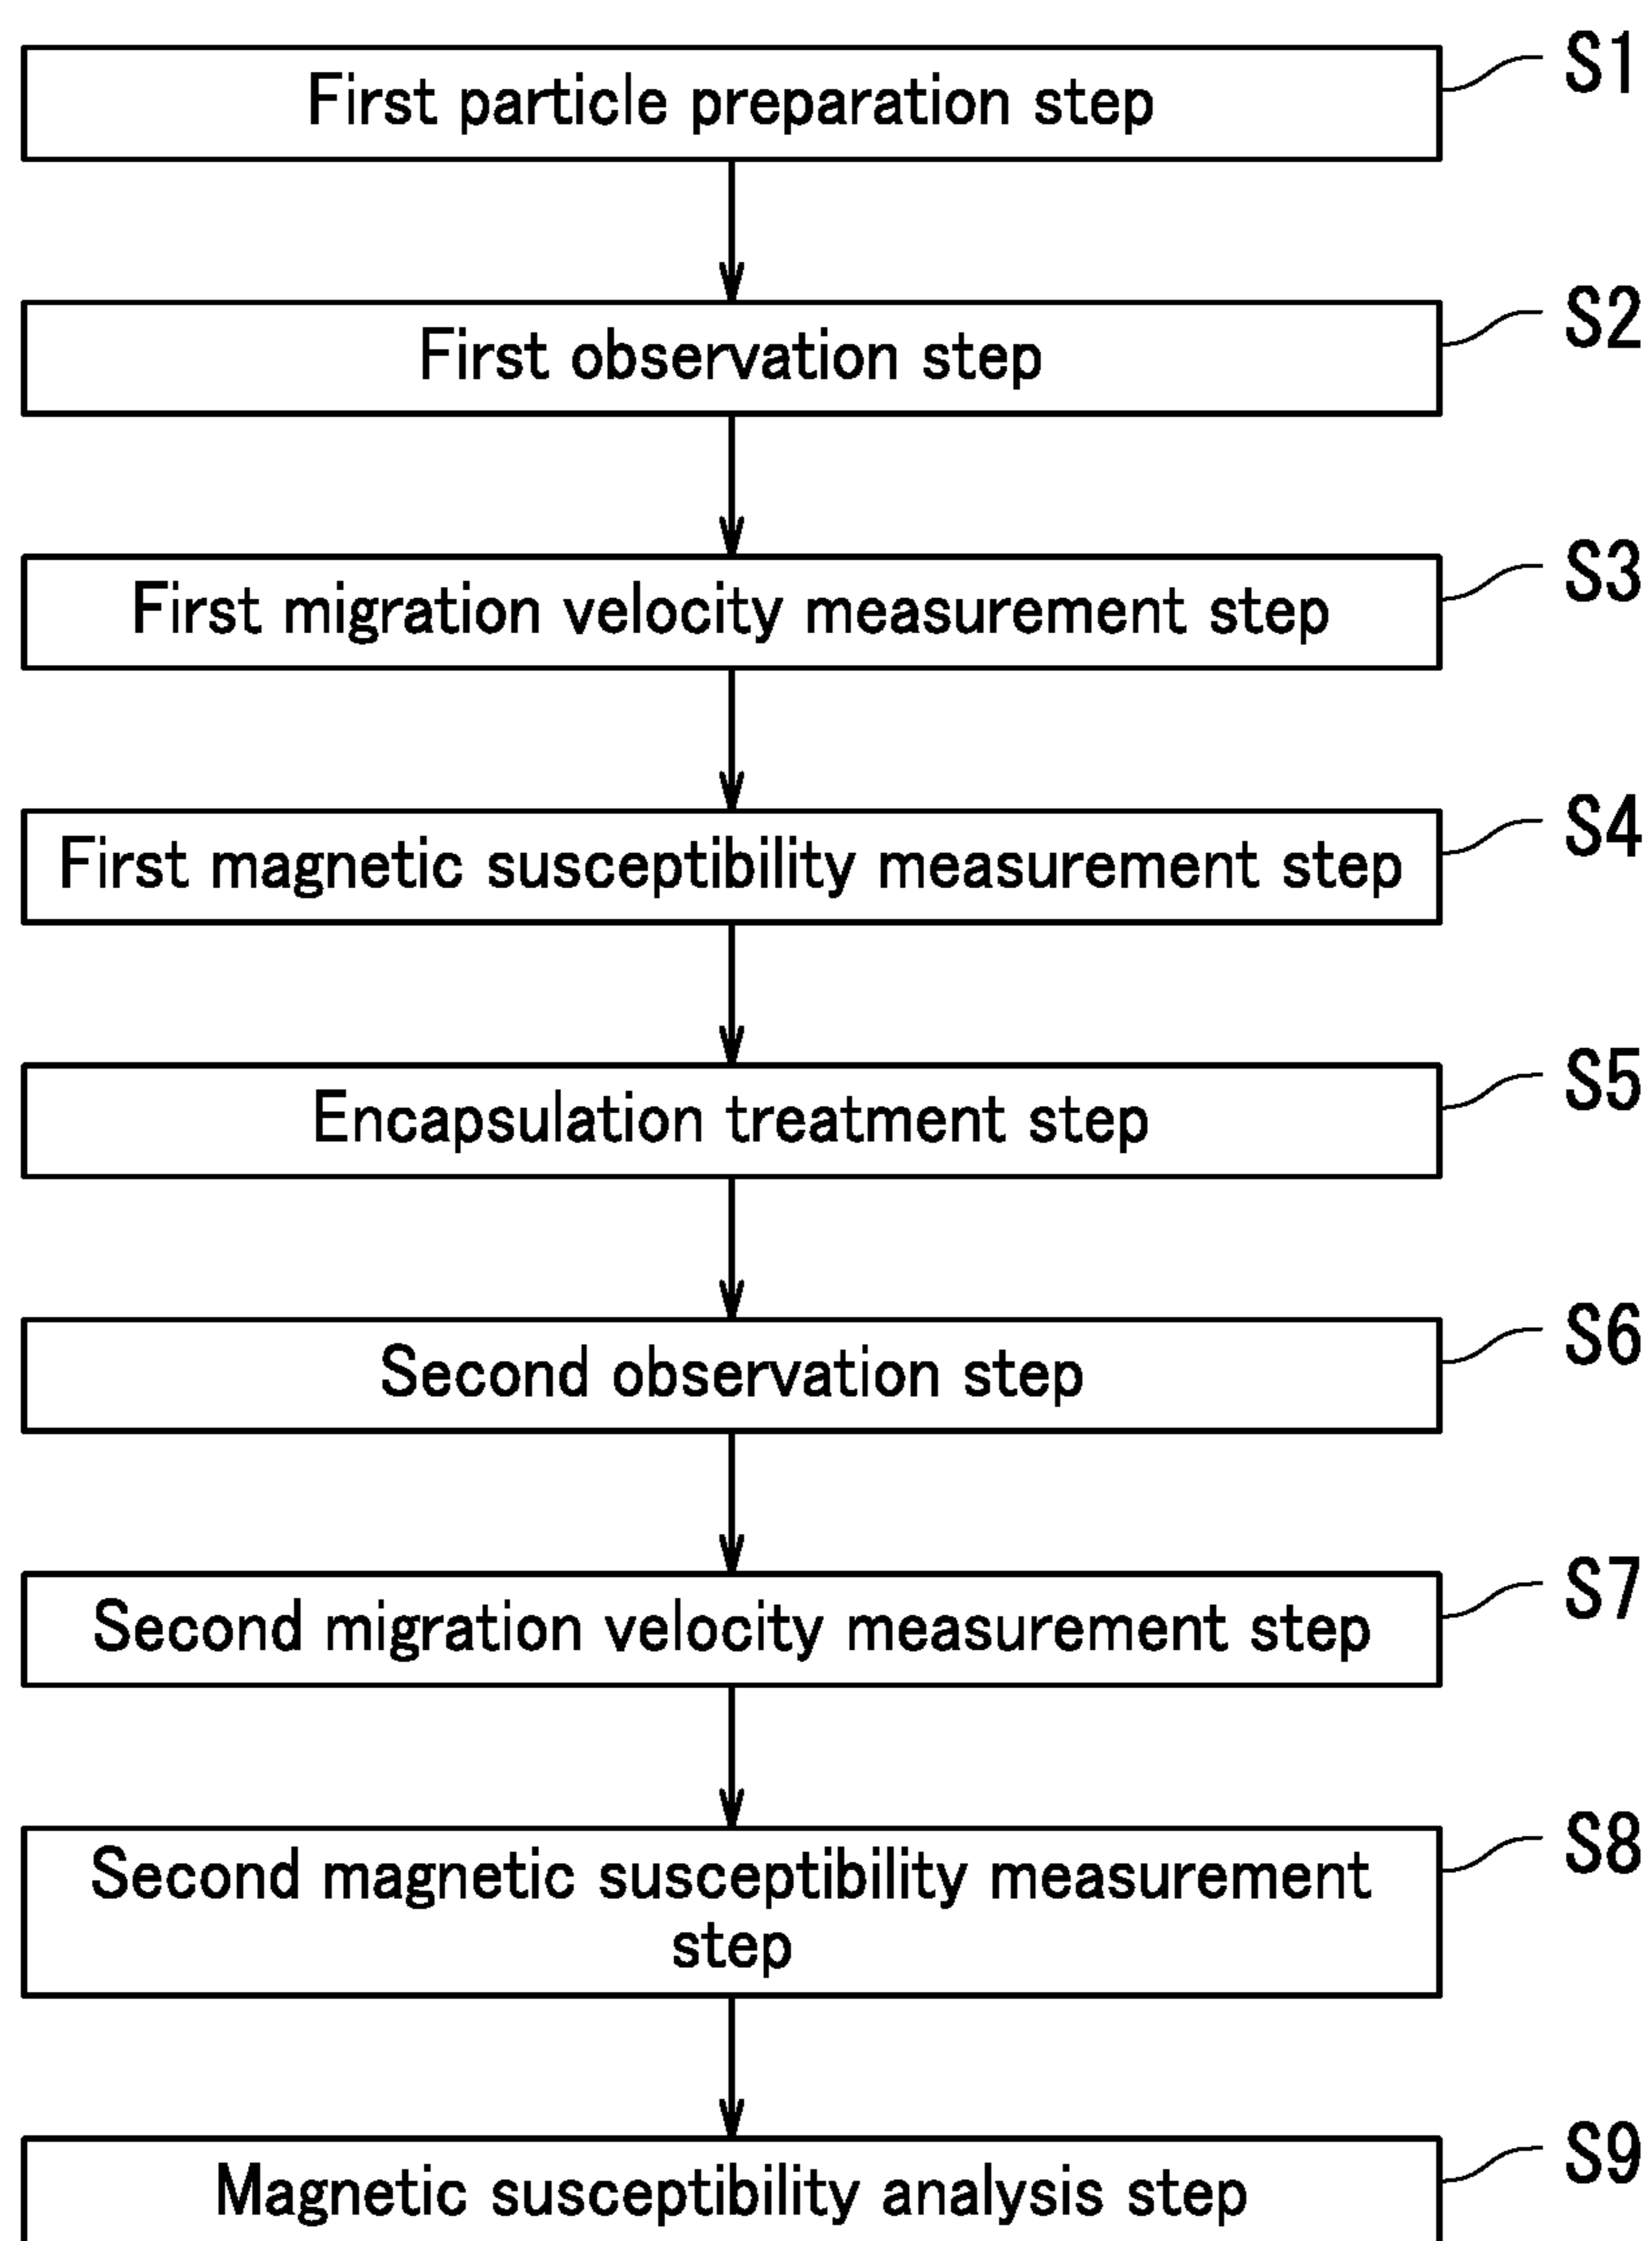 First particle preparation step S1
First observation step S2
First migration velocity measurement step S3
First magnetic susceptibility measurement step S4
Encapsulation treatment step S5
Second observation step S6
Second migration velocity measurement step S7
Second magnetic susceptibility measurement S8
step
Magnetic susceptibility analysis step S9